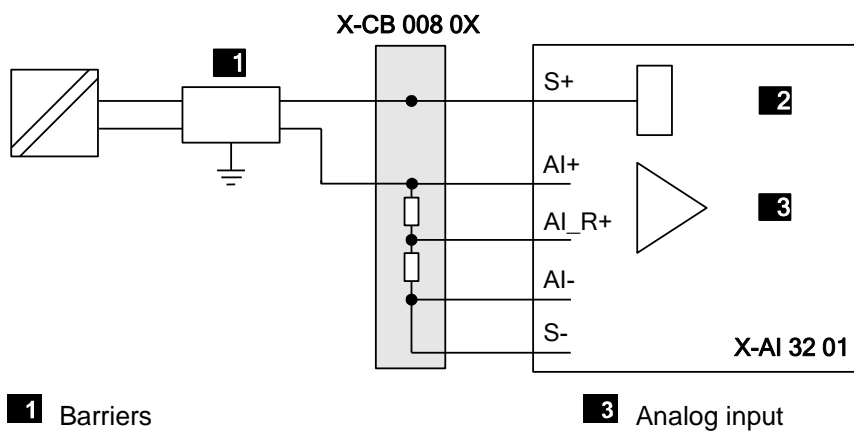 X-CB 008 0X
1
S+
2
AI+
3
AI_R+
AI-
S-
X-AI 32 01
1 Barriers
3 Analog input